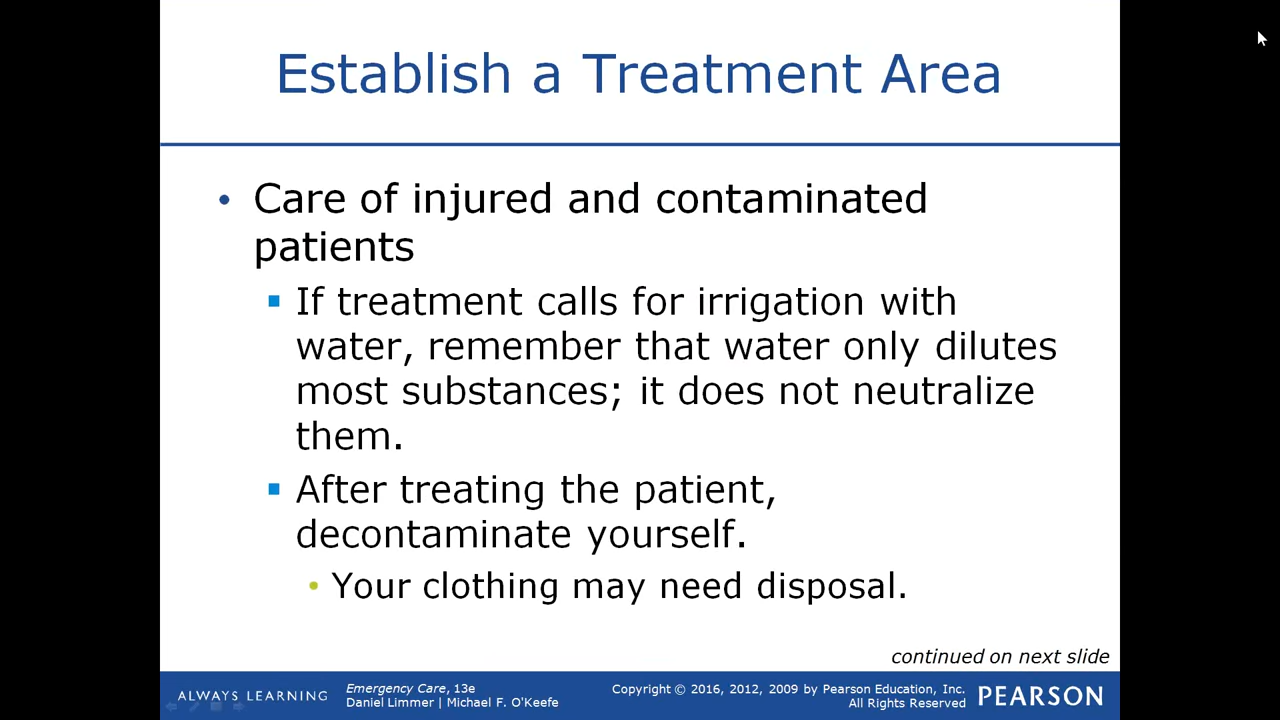 Establish a Treatment Area
• Care of injured and contaminated
patients
▪ If treatment calls for irrigation with
water, remember that water only dilutes
most substances; it does not neutralize
them.
▪ After treating the patient,
decontaminate yourself.
• Your clothing may need disposal.
continued on next slide
ALWAYS LEARNING
Emergency Care, 13e
Daniel Limmer | Michael F. O'Keefe
Copyright © 2016, 2012, 2009 by Pearson Education, Inc.
All Rights Reserved
PEARSON